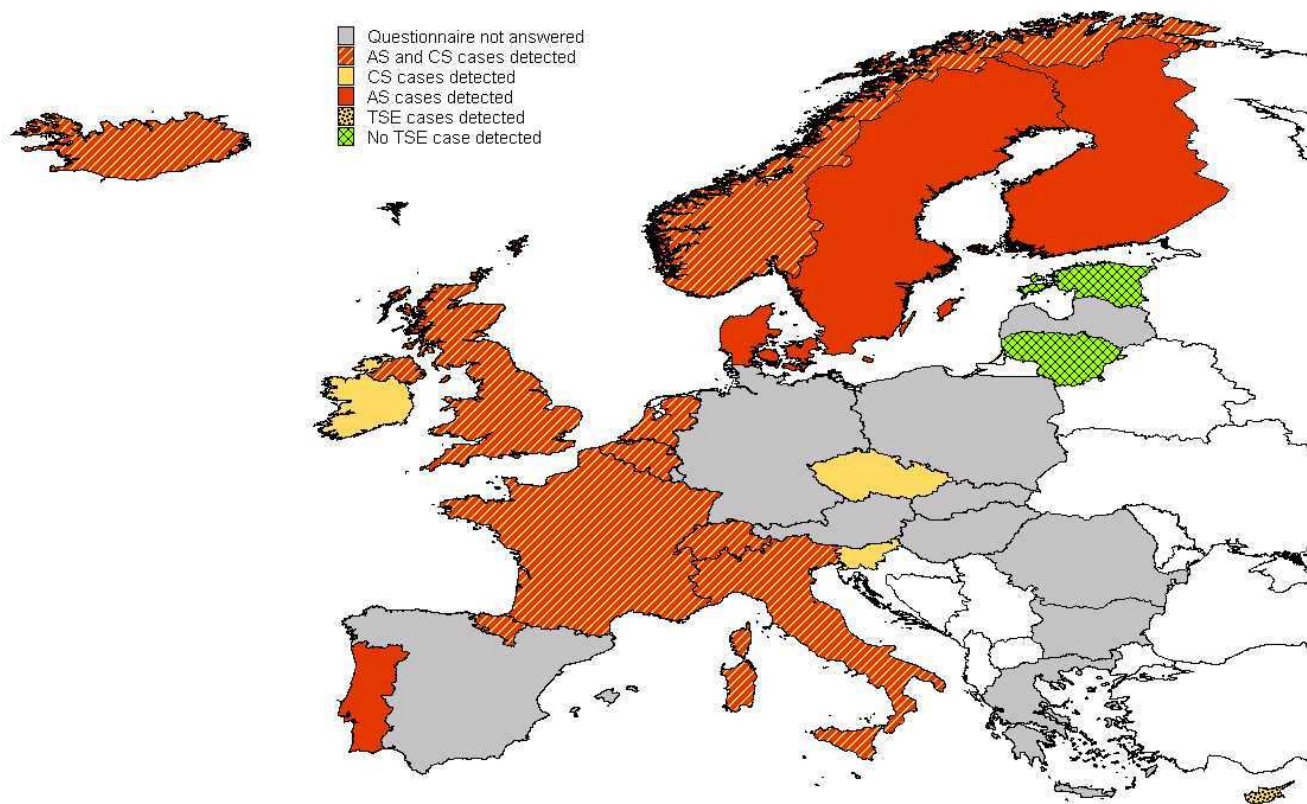 Questionnaire not answered
AS and CS cases detected
CS cases detected
AS cases detected
TSE cases detected
No TSE case detected